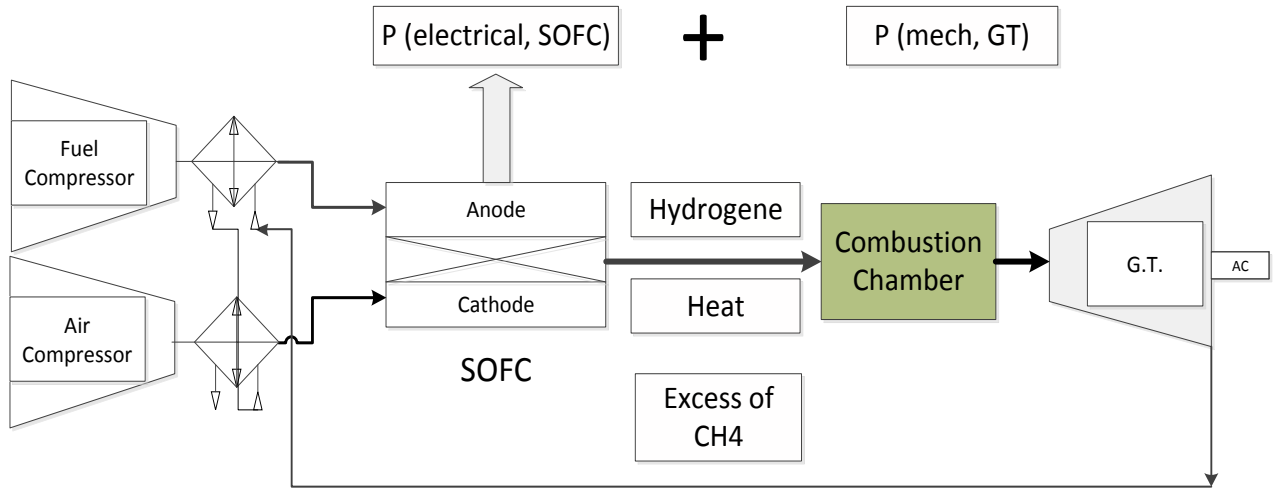 P (electrical, SOFC)
+
P (mech, GT)
Fuel
Compressor
Anode
Cathode
SOFC
Hydrogene
Heat
Excess of
CH4
Combustion
Chamber
G.T.
AC
Air
Compressor